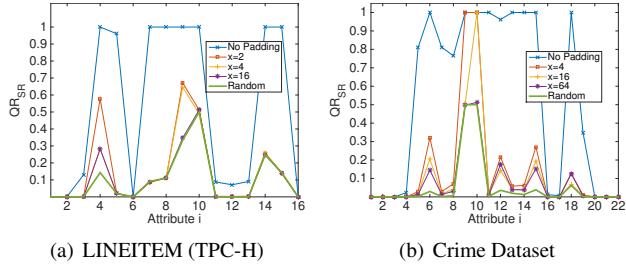 1
0.9
0.8
0.7
0.6
0.5
0.4
0.3
0.2
0.1
QR_SR
No Padding
x=2
x=4
x=16
Random
2 4 6 8 10 12 14 16
Attribute i
(a) LINEITEM (TPC-H)
1
0.9
0.8
0.7
0.6
0.5
0.4
0.3
0.2
0.1
QR_SR
No Padding
x=4
x=16
x=64
Random
2 4 6 8 10 12 14 16 18 20 22
Attribute i
(b) Crime Dataset